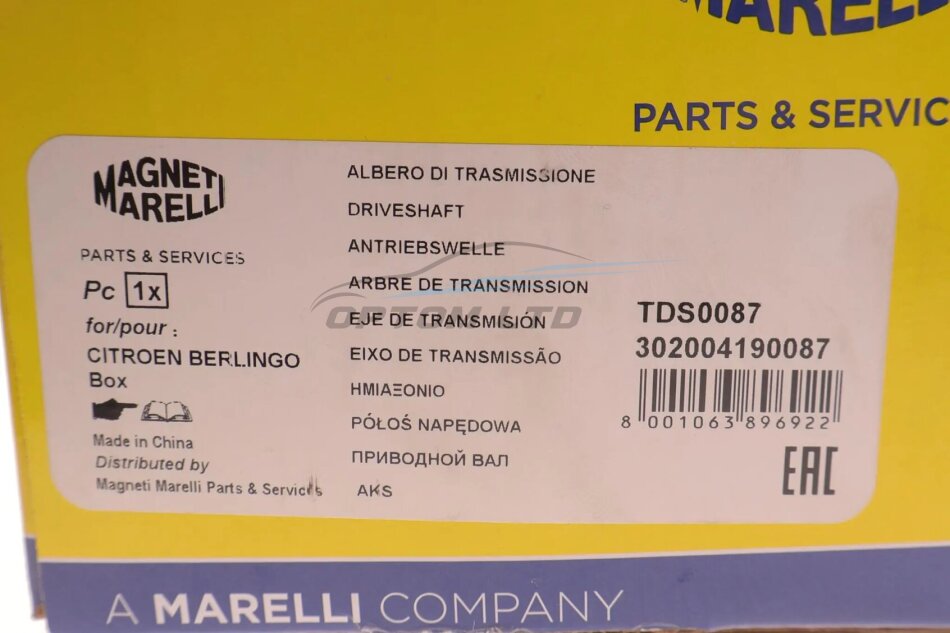 MARELLI
PARTS & SERVIC
MAGNETI
MARELLI
PARTS & SERVICES
Pc 1x
for/pour :
CITROEN BERLINGO
Box
Made in China
Distributed by
Magneti Marelli Parts & Services
ALBERO DI TRASMISSIONE
DRIVESHAFT
ANTRIEBSWELLE
ARBRE DE TRANSMISSION
EJE DE TRANSMISIÓN
EIXO DE TRANSMISSÃO
ΗΜΙΑΞΟΝΙΟ
PÓŁOŚ NAPĘDOWA
ПРИВОДНОЙ ВАЛ
AKS
OPTOM LTD
TDS0087
302004190087
8 001063 896922
EAC
A MARELLI COMPANY